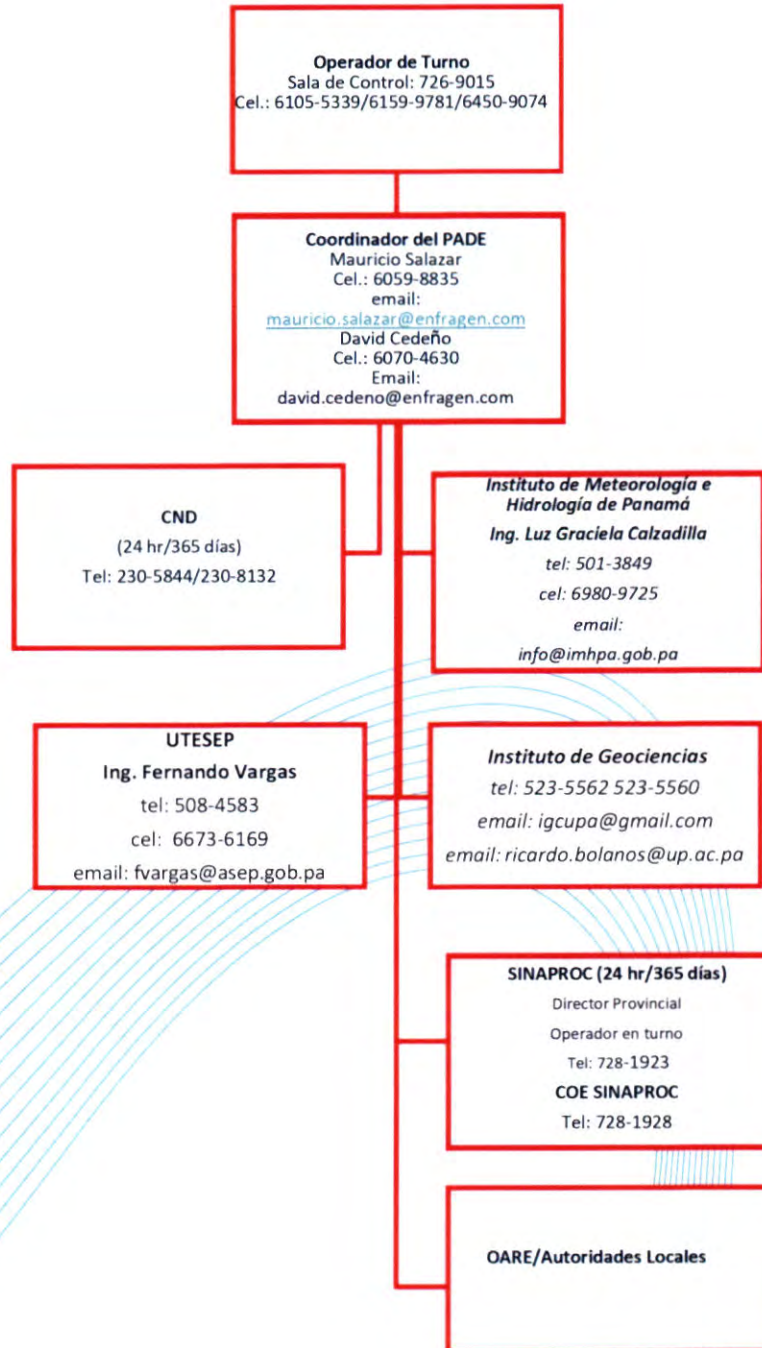 Operador de Turno
Sala de Control: 726-9015
Cel.: 6105-5339/6159-9781/6450-9074
Coordinador del PADE
Mauricio Salazar
Cel.: 6059-8835
email:
mauricio.salazar@enfragen.com
David Cedeño
Cel.: 6070-4630
Email:
david.cedeno@enfragen.com
CND
(24 hr/365 días)
Tel: 230-5844/230-8132
Instituto de Meteorología e
Hidrología de Panamá
Ing. Luz Graciela Calzadilla
tel: 501-3849
cel: 6980-9725
email:
info@imhpa.gob.pa
UTESEP
Ing. Fernando Vargas
tel: 508-4583
cel: 6673-6169
email: fvargas@asep.gob.pa
Instituto de Geociencias
tel: 523-5562 523-5560
email: igcupa@gmail.com
email: ricardo.bolanos@up.ac.pa
SINAPROC (24 hr/365 días)
Director Provincial
Operador en turno
Tel: 728-1923
COE SINAPROC
Tel: 728-1928
OARE/Autoridades Locales